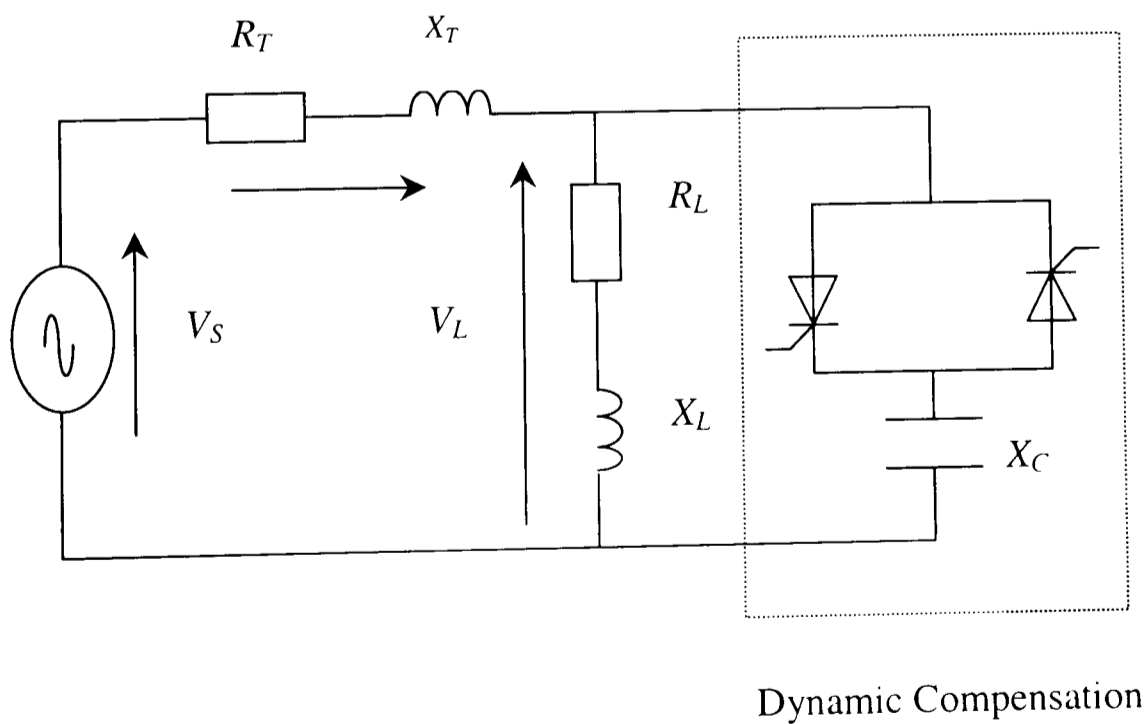 R_T
X_T
R_L
V_S
V_L
X_L
X_C
Dynamic Compensation